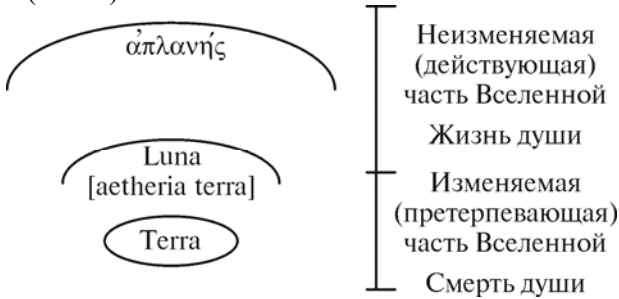 ἀπλανής
Luna
[aetheria terra]
Terra
Неизменяемая
(действующая)
часть Вселенной
Жизнь души
Изменяемая
(претерпевающая)
часть Вселенной
Смерть души